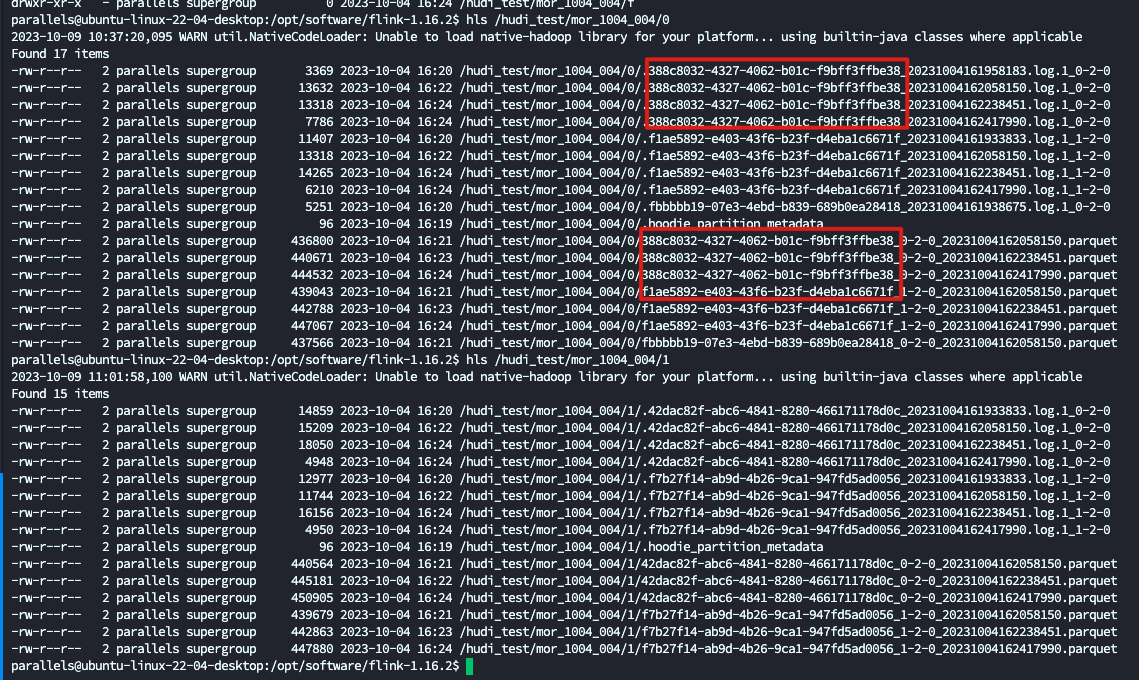 drwxr-xr-x   - parallels supergroup          0 2023-10-04 16:24 /hudi_test/mor_1004_004/f
parallels@ubuntu-linux-22-04-desktop:/opt/software/flink-1.16.2$ hls /hudi_test/mor_1004_004/0
2023-10-09 10:37:20,095 WARN util.NativeCodeLoader: Unable to load native-hadoop library for your platform... using builtin-java classes where applicable
Found 17 items
-rw-r--r--   2 parallels supergroup       3369 2023-10-04 16:20 /hudi_test/mor_1004_004/0/.388c8032-4327-4062-b01c-f9bff3ffbe38_20231004161958183.log.1_0-2-0
-rw-r--r--   2 parallels supergroup      13632 2023-10-04 16:22 /hudi_test/mor_1004_004/0/.388c8032-4327-4062-b01c-f9bff3ffbe38_20231004162058150.log.1_0-2-0
-rw-r--r--   2 parallels supergroup      13318 2023-10-04 16:24 /hudi_test/mor_1004_004/0/.388c8032-4327-4062-b01c-f9bff3ffbe38_20231004162238451.log.1_0-2-0
-rw-r--r--   2 parallels supergroup       7786 2023-10-04 16:24 /hudi_test/mor_1004_004/0/.388c8032-4327-4062-b01c-f9bff3ffbe38_20231004162417990.log.1_0-2-0
-rw-r--r--   2 parallels supergroup      11407 2023-10-04 16:20 /hudi_test/mor_1004_004/0/.f1ae5892-e403-43f6-b23f-d4eba1c6671f_20231004161933833.log.1_1-2-0
-rw-r--r--   2 parallels supergroup      13318 2023-10-04 16:22 /hudi_test/mor_1004_004/0/.f1ae5892-e403-43f6-b23f-d4eba1c6671f_20231004162058150.log.1_1-2-0
-rw-r--r--   2 parallels supergroup      14265 2023-10-04 16:24 /hudi_test/mor_1004_004/0/.f1ae5892-e403-43f6-b23f-d4eba1c6671f_20231004162238451.log.1_1-2-0
-rw-r--r--   2 parallels supergroup       6210 2023-10-04 16:24 /hudi_test/mor_1004_004/0/.f1ae5892-e403-43f6-b23f-d4eba1c6671f_20231004162417990.log.1_1-2-0
-rw-r--r--   2 parallels supergroup       5251 2023-10-04 16:20 /hudi_test/mor_1004_004/0/.fbbbbb19-07e3-4ebd-b839-689b0ea28418_20231004161938675.log.1_0-2-0
-rw-r--r--   2 parallels supergroup         96 2023-10-04 16:19 /hudi_test/mor_1004_004/0/.hoodie_partition_metadata
-rw-r--r--   2 parallels supergroup     436800 2023-10-04 16:21 /hudi_test/mor_1004_004/0/388c8032-4327-4062-b01c-f9bff3ffbe38_0-2-0_20231004162058150.parquet
-rw-r--r--   2 parallels supergroup     440671 2023-10-04 16:23 /hudi_test/mor_1004_004/0/388c8032-4327-4062-b01c-f9bff3ffbe38_0-2-0_20231004162238451.parquet
-rw-r--r--   2 parallels supergroup     444532 2023-10-04 16:24 /hudi_test/mor_1004_004/0/388c8032-4327-4062-b01c-f9bff3ffbe38_0-2-0_20231004162417990.parquet
-rw-r--r--   2 parallels supergroup     439043 2023-10-04 16:21 /hudi_test/mor_1004_004/0/f1ae5892-e403-43f6-b23f-d4eba1c6671f_1-2-0_20231004162058150.parquet
-rw-r--r--   2 parallels supergroup     442788 2023-10-04 16:23 /hudi_test/mor_1004_004/0/f1ae5892-e403-43f6-b23f-d4eba1c6671f_1-2-0_20231004162238451.parquet
-rw-r--r--   2 parallels supergroup     447067 2023-10-04 16:24 /hudi_test/mor_1004_004/0/f1ae5892-e403-43f6-b23f-d4eba1c6671f_1-2-0_20231004162417990.parquet
-rw-r--r--   2 parallels supergroup     437566 2023-10-04 16:21 /hudi_test/mor_1004_004/0/fbbbbb19-07e3-4ebd-b839-689b0ea28418_0-2-0_20231004162058150.parquet
parallels@ubuntu-linux-22-04-desktop:/opt/software/flink-1.16.2$ hls /hudi_test/mor_1004_004/1
2023-10-09 11:01:58,100 WARN util.NativeCodeLoader: Unable to load native-hadoop library for your platform... using builtin-java classes where applicable
Found 15 items
-rw-r--r--   2 parallels supergroup      14859 2023-10-04 16:20 /hudi_test/mor_1004_004/1/.42dac82f-abc6-4841-8280-466171178d0c_20231004161933833.log.1_0-2-0
-rw-r--r--   2 parallels supergroup      15209 2023-10-04 16:22 /hudi_test/mor_1004_004/1/.42dac82f-abc6-4841-8280-466171178d0c_20231004162058150.log.1_0-2-0
-rw-r--r--   2 parallels supergroup      18050 2023-10-04 16:24 /hudi_test/mor_1004_004/1/.42dac82f-abc6-4841-8280-466171178d0c_20231004162238451.log.1_0-2-0
-rw-r--r--   2 parallels supergroup       4948 2023-10-04 16:24 /hudi_test/mor_1004_004/1/.42dac82f-abc6-4841-8280-466171178d0c_20231004162417990.log.1_0-2-0
-rw-r--r--   2 parallels supergroup      12977 2023-10-04 16:20 /hudi_test/mor_1004_004/1/.f7b27f14-ab9d-4b26-9ca1-947fd5ad0056_20231004161933833.log.1_1-2-0
-rw-r--r--   2 parallels supergroup      11744 2023-10-04 16:22 /hudi_test/mor_1004_004/1/.f7b27f14-ab9d-4b26-9ca1-947fd5ad0056_20231004162058150.log.1_1-2-0
-rw-r--r--   2 parallels supergroup      16156 2023-10-04 16:24 /hudi_test/mor_1004_004/1/.f7b27f14-ab9d-4b26-9ca1-947fd5ad0056_20231004162238451.log.1_1-2-0
-rw-r--r--   2 parallels supergroup       4950 2023-10-04 16:24 /hudi_test/mor_1004_004/1/.f7b27f14-ab9d-4b26-9ca1-947fd5ad0056_20231004162417990.log.1_1-2-0
-rw-r--r--   2 parallels supergroup         96 2023-10-04 16:19 /hudi_test/mor_1004_004/1/.hoodie_partition_metadata
-rw-r--r--   2 parallels supergroup     440564 2023-10-04 16:21 /hudi_test/mor_1004_004/1/42dac82f-abc6-4841-8280-466171178d0c_0-2-0_20231004162058150.parquet
-rw-r--r--   2 parallels supergroup     445181 2023-10-04 16:22 /hudi_test/mor_1004_004/1/42dac82f-abc6-4841-8280-466171178d0c_0-2-0_20231004162238451.parquet
-rw-r--r--   2 parallels supergroup     450905 2023-10-04 16:24 /hudi_test/mor_1004_004/1/42dac82f-abc6-4841-8280-466171178d0c_0-2-0_20231004162417990.parquet
-rw-r--r--   2 parallels supergroup     439679 2023-10-04 16:21 /hudi_test/mor_1004_004/1/f7b27f14-ab9d-4b26-9ca1-947fd5ad0056_1-2-0_20231004162058150.parquet
-rw-r--r--   2 parallels supergroup     442863 2023-10-04 16:23 /hudi_test/mor_1004_004/1/f7b27f14-ab9d-4b26-9ca1-947fd5ad0056_1-2-0_20231004162238451.parquet
-rw-r--r--   2 parallels supergroup     447880 2023-10-04 16:24 /hudi_test/mor_1004_004/1/f7b27f14-ab9d-4b26-9ca1-947fd5ad0056_1-2-0_20231004162417990.parquet
parallels@ubuntu-linux-22-04-desktop:/opt/software/flink-1.16.2$